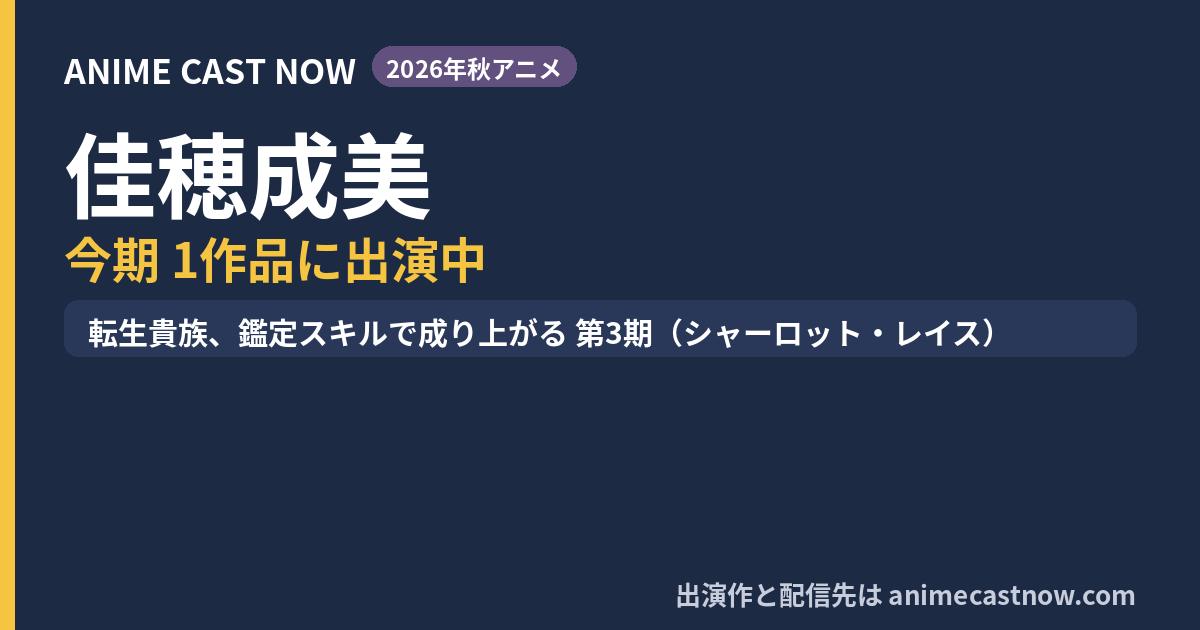 ANIME CAST NOW 2026年秋アニメ
佳穂成美
今期 1作品に出演中
転生貴族、鑑定スキルで成り上がる 第3期（シャーロット・レイス）
出演作と配信先は animecastnow.com